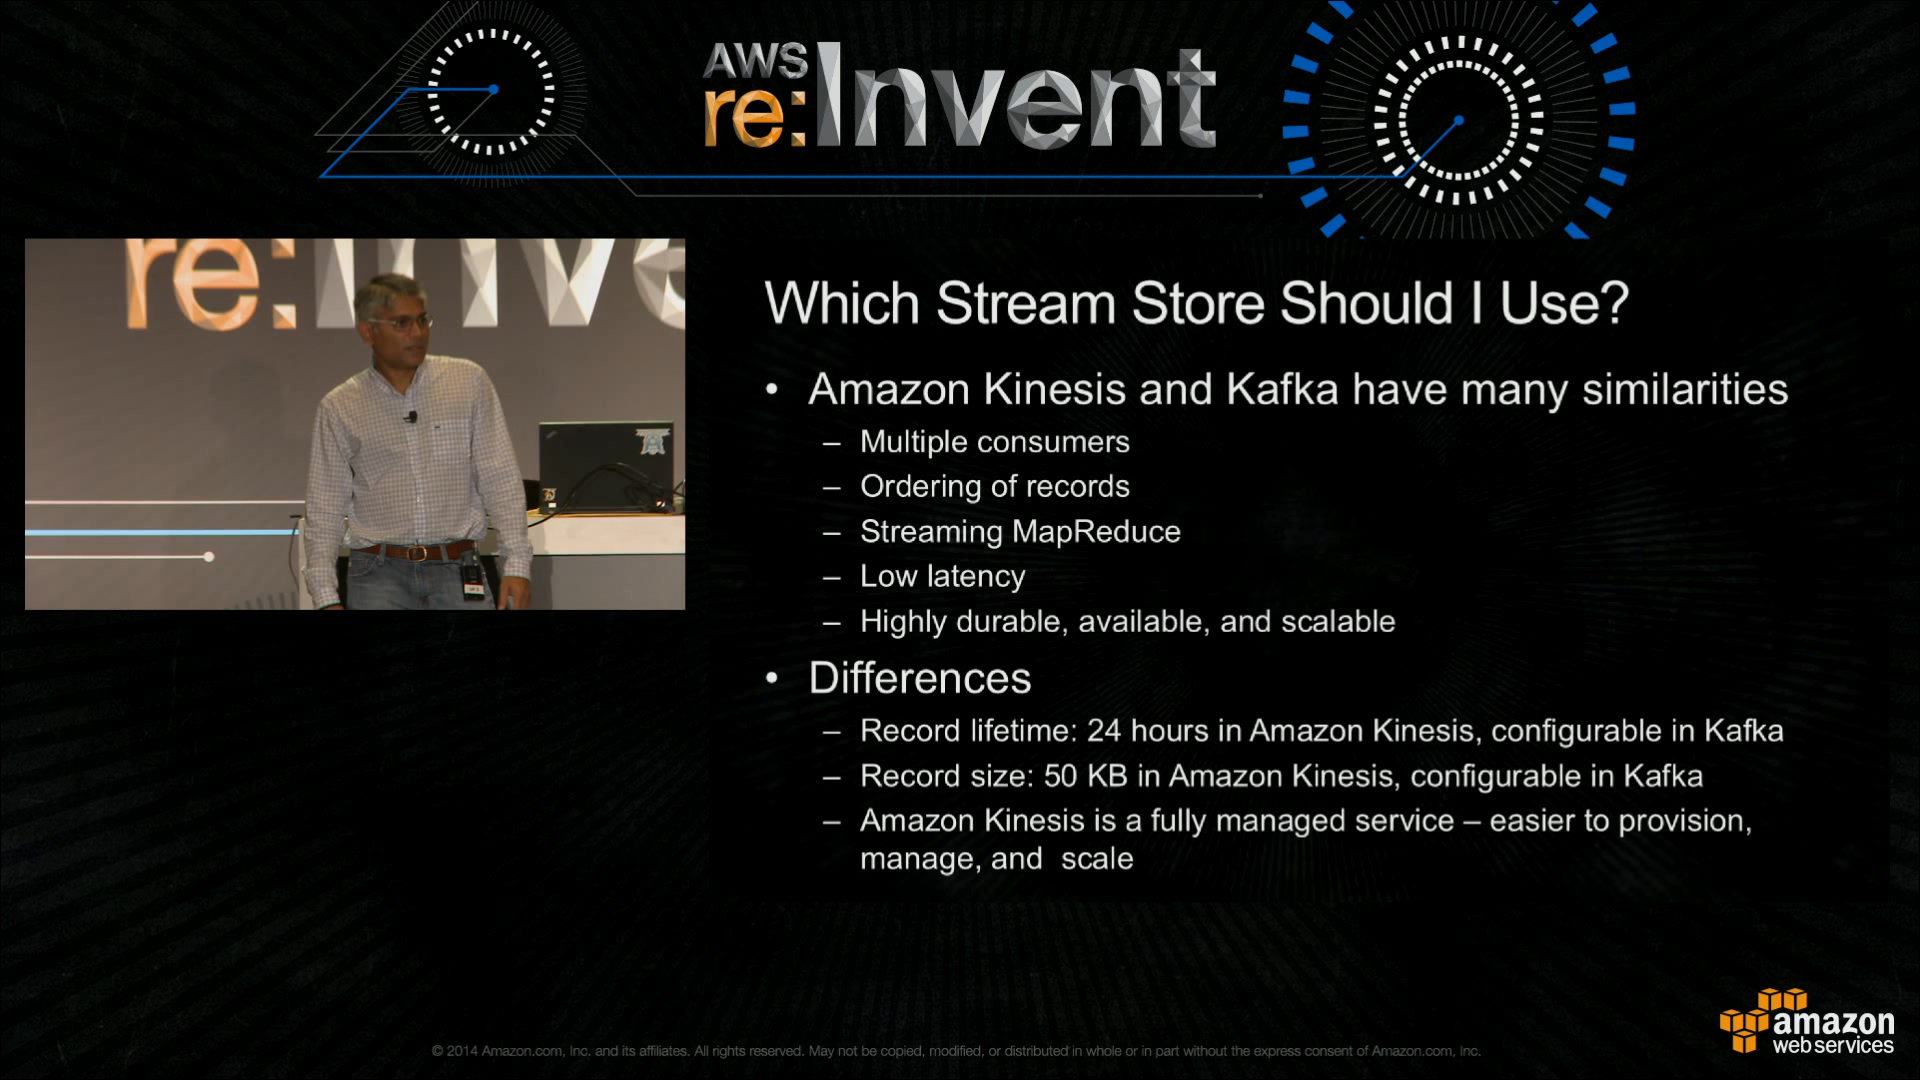 AWS
re:Invent
re:Inve
Which Stream Store Should I Use?
• Amazon Kinesis and Kafka have many similarities
– Multiple consumers
– Ordering of records
– Streaming MapReduce
– Low latency
– Highly durable, available, and scalable
• Differences
– Record lifetime: 24 hours in Amazon Kinesis, configurable in Kafka
– Record size: 50 KB in Amazon Kinesis, configurable in Kafka
– Amazon Kinesis is a fully managed service – easier to provision,
manage, and scale
amazon
web services
© 2014 Amazon.com, Inc. and its affiliates. All rights reserved. May not be copied, modified, or distributed in whole or in part without the express consent of Amazon.com, Inc.